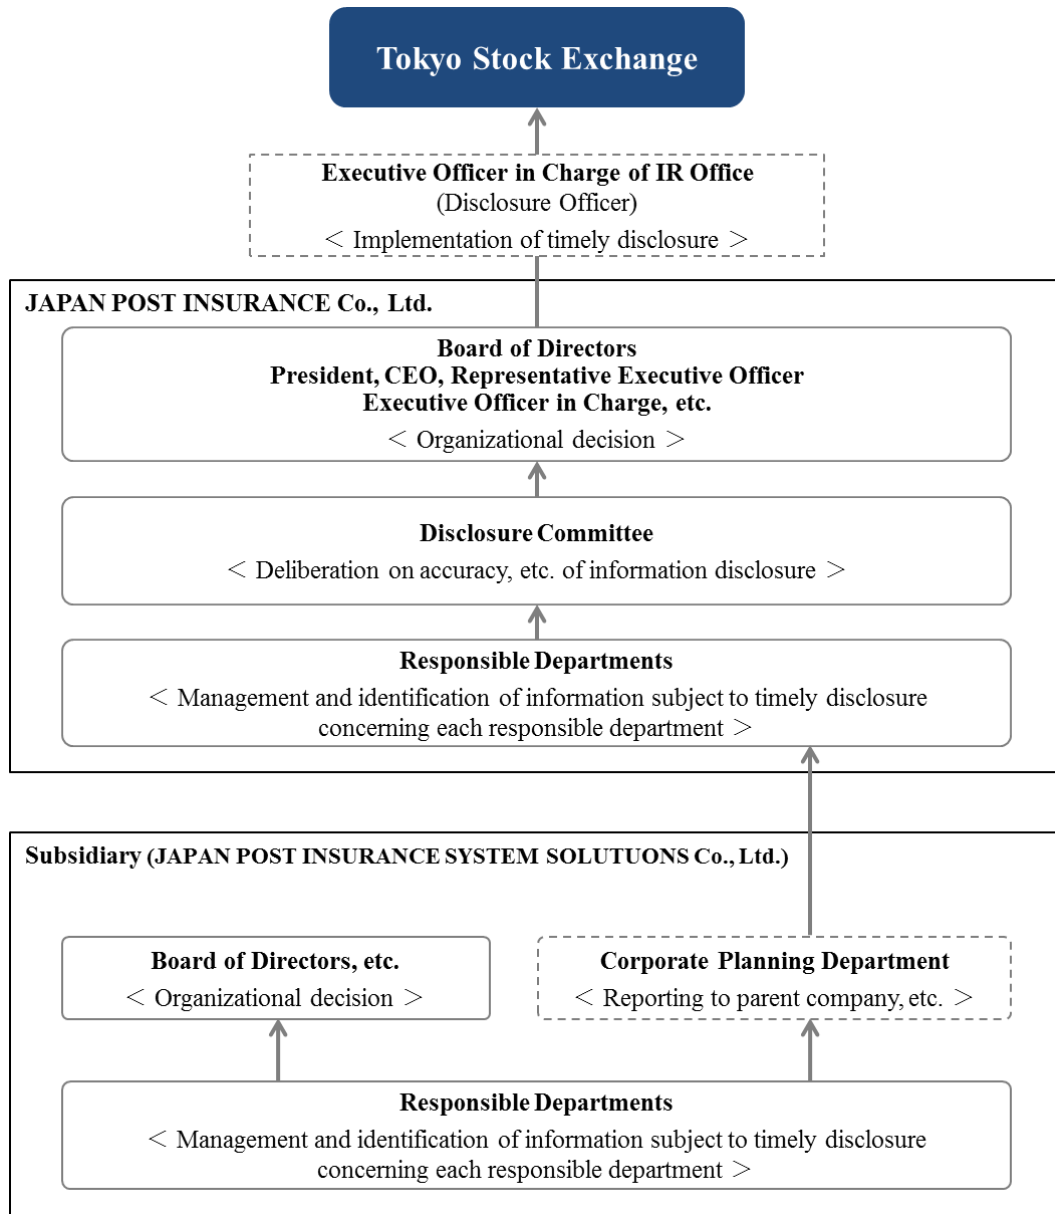 Tokyo Stock Exchange
Executive Officer in Charge of IR Office
(Disclosure Officer)
＜ Implementation of timely disclosure ＞
JAPAN POST INSURANCE Co., Ltd.
Board of Directors
President, CEO, Representative Executive Officer
Executive Officer in Charge, etc.
＜ Organizational decision ＞
Disclosure Committee
＜ Deliberation on accuracy, etc. of information disclosure ＞
Responsible Departments
＜ Management and identification of information subject to timely disclosure
concerning each responsible department ＞
Subsidiary (JAPAN POST INSURANCE SYSTEM SOLUTUONS Co., Ltd.)
Board of Directors, etc.
＜ Organizational decision ＞
Corporate Planning Department
＜ Reporting to parent company, etc. ＞
Responsible Departments
＜ Management and identification of information subject to timely disclosure
concerning each responsible department ＞